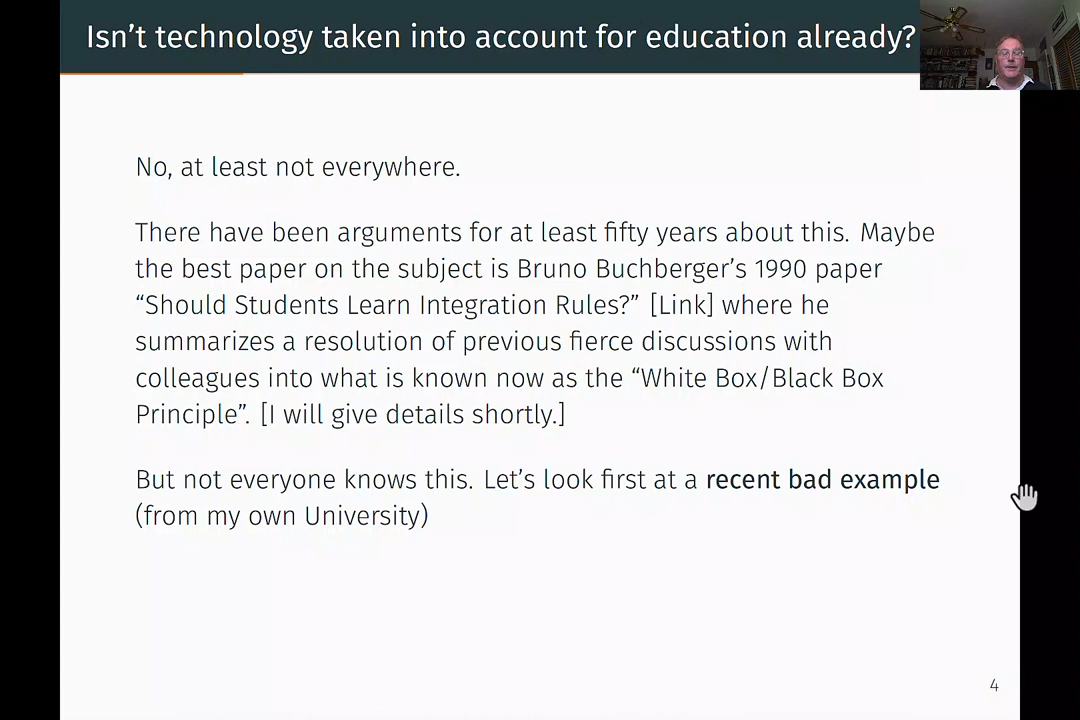 Isn’t technology taken into account for education already?
No, at least not everywhere.
There have been arguments for at least fifty years about this. Maybe
the best paper on the subject is Bruno Buchberger’s 1990 paper
“Should Students Learn Integration Rules?” [Link] where he
summarizes a resolution of previous fierce discussions with
colleagues into what is known now as the “White Box/Black Box
Principle”. [I will give details shortly.]
But not everyone knows this. Let’s look first at a recent bad example
(from my own University)
4